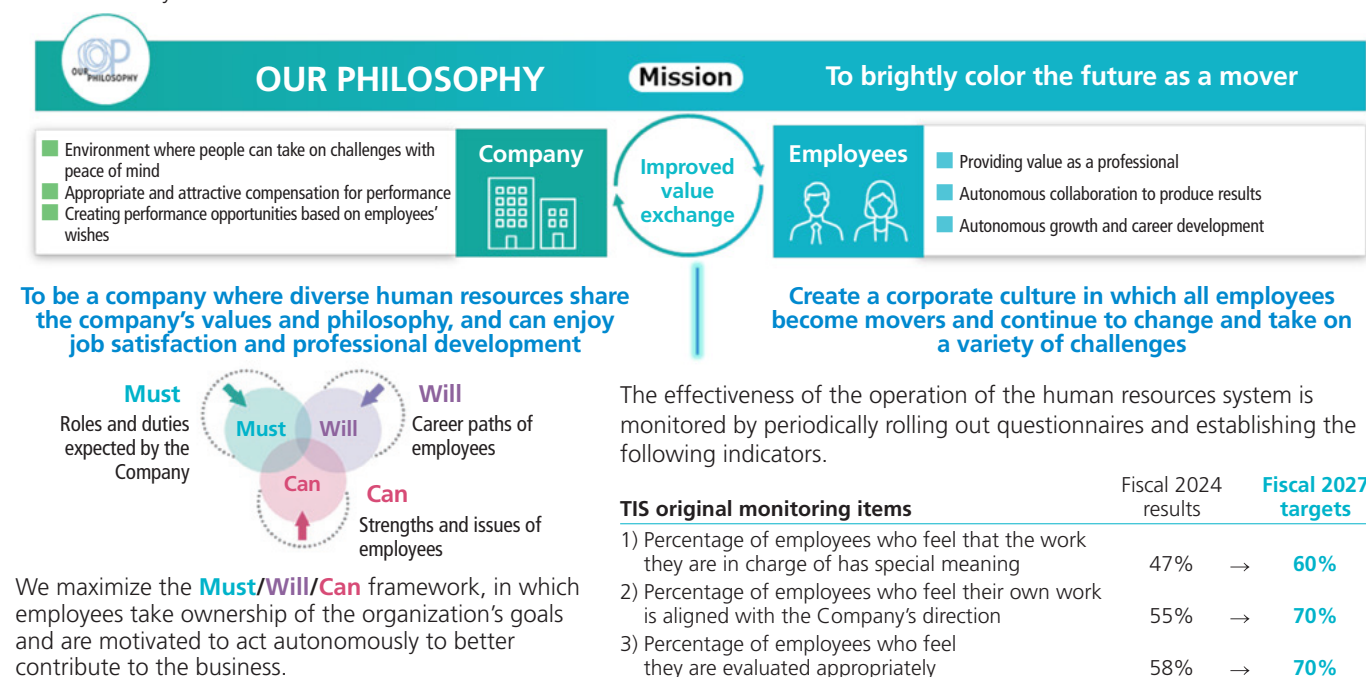 OUR PHILOSOPHY
OUR PHILOSOPHY
Mission
To brightly color the future as a mover
Environment where people can take on challenges with
peace of mind
Appropriate and attractive compensation for performance
Creating performance opportunities based on employees’
wishes
Company
Improved
value
exchange
Employees
Providing value as a professional
Autonomous collaboration to produce results
Autonomous growth and career development
To be a company where diverse human resources share
the company’s values and philosophy, and can enjoy
job satisfaction and professional development
Create a corporate culture in which all employees
become movers and continue to change and take on
a variety of challenges
Must
Roles and duties
expected by the
Company
Must
Will
Can
Will
Career paths of
employees
Can
Strengths and issues of
employees
We maximize the Must/Will/Can framework, in which
employees take ownership of the organization’s goals
and are motivated to act autonomously to better
contribute to the business.
The effectiveness of the operation of the human resources system is
monitored by periodically rolling out questionnaires and establishing the
following indicators.
TIS original monitoring items
Fiscal 2024
results
Fiscal 2027
targets
1) Percentage of employees who feel that the work
they are in charge of has special meaning 47% → 60%
2) Percentage of employees who feel their own work
is aligned with the Company’s direction 55% → 70%
3) Percentage of employees who feel
they are evaluated appropriately 58% → 70%